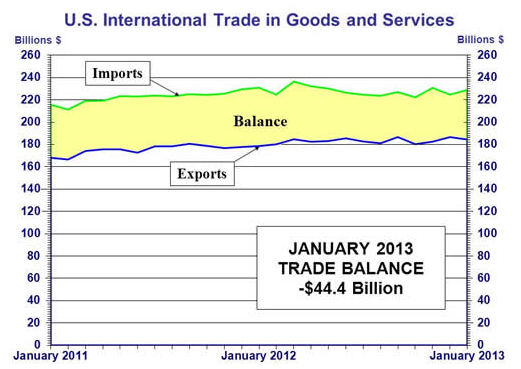 U.S. International Trade in Goods and Services
Billions $ Billions $
260 260
240 240
Imports
220 220
200 200
Balance
180 180
Exports
160 160
140 140
120 120
100 100
JANUARY 2013
80 80
TRADE BALANCE
60 60
-$44.4 Billion
40 40
20 20
0 0
January 2011 January 2012 January 2013